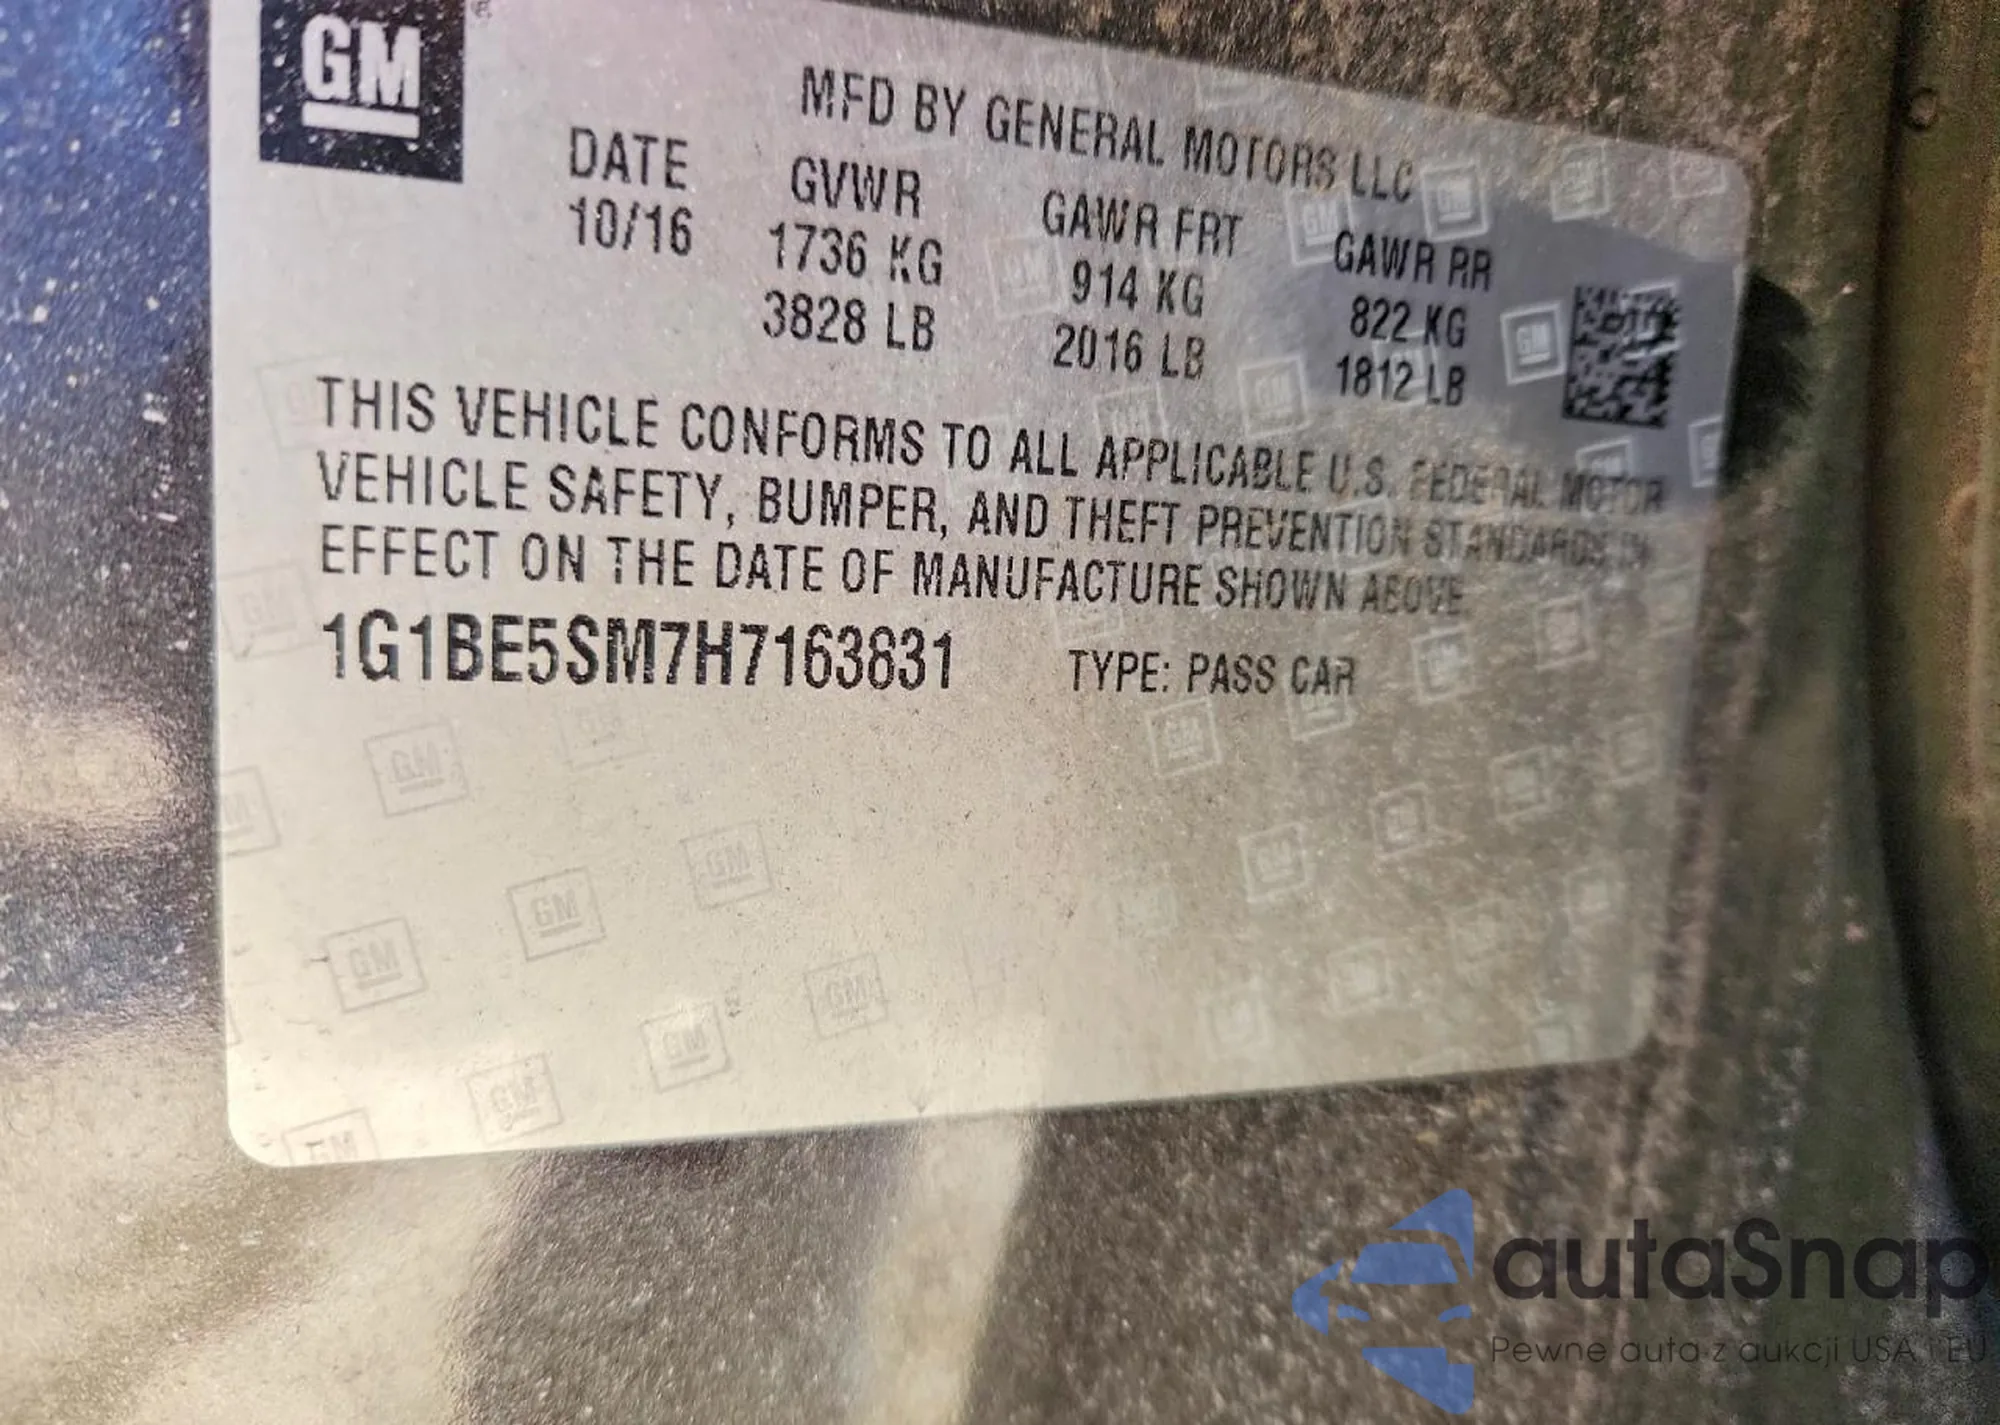 GM
MFD BY GENERAL MOTORS LLC
DATE GVWR GAWR FRT GAWR RR
10/16 1736 KG 914 KG 822 KG
3828 LB 2016 LB 1812 LB
THIS VEHICLE CONFORMS TO ALL APPLICABLE U.S. FEDERAL MOTOR
VEHICLE SAFETY, BUMPER, AND THEFT PREVENTION STANDARDS IN
EFFECT ON THE DATE OF MANUFACTURE SHOWN ABOVE.
1G1BE5SM7H7163831 TYPE: PASS CAR
autaSnap
Pewne auta z aukcji USA i EU